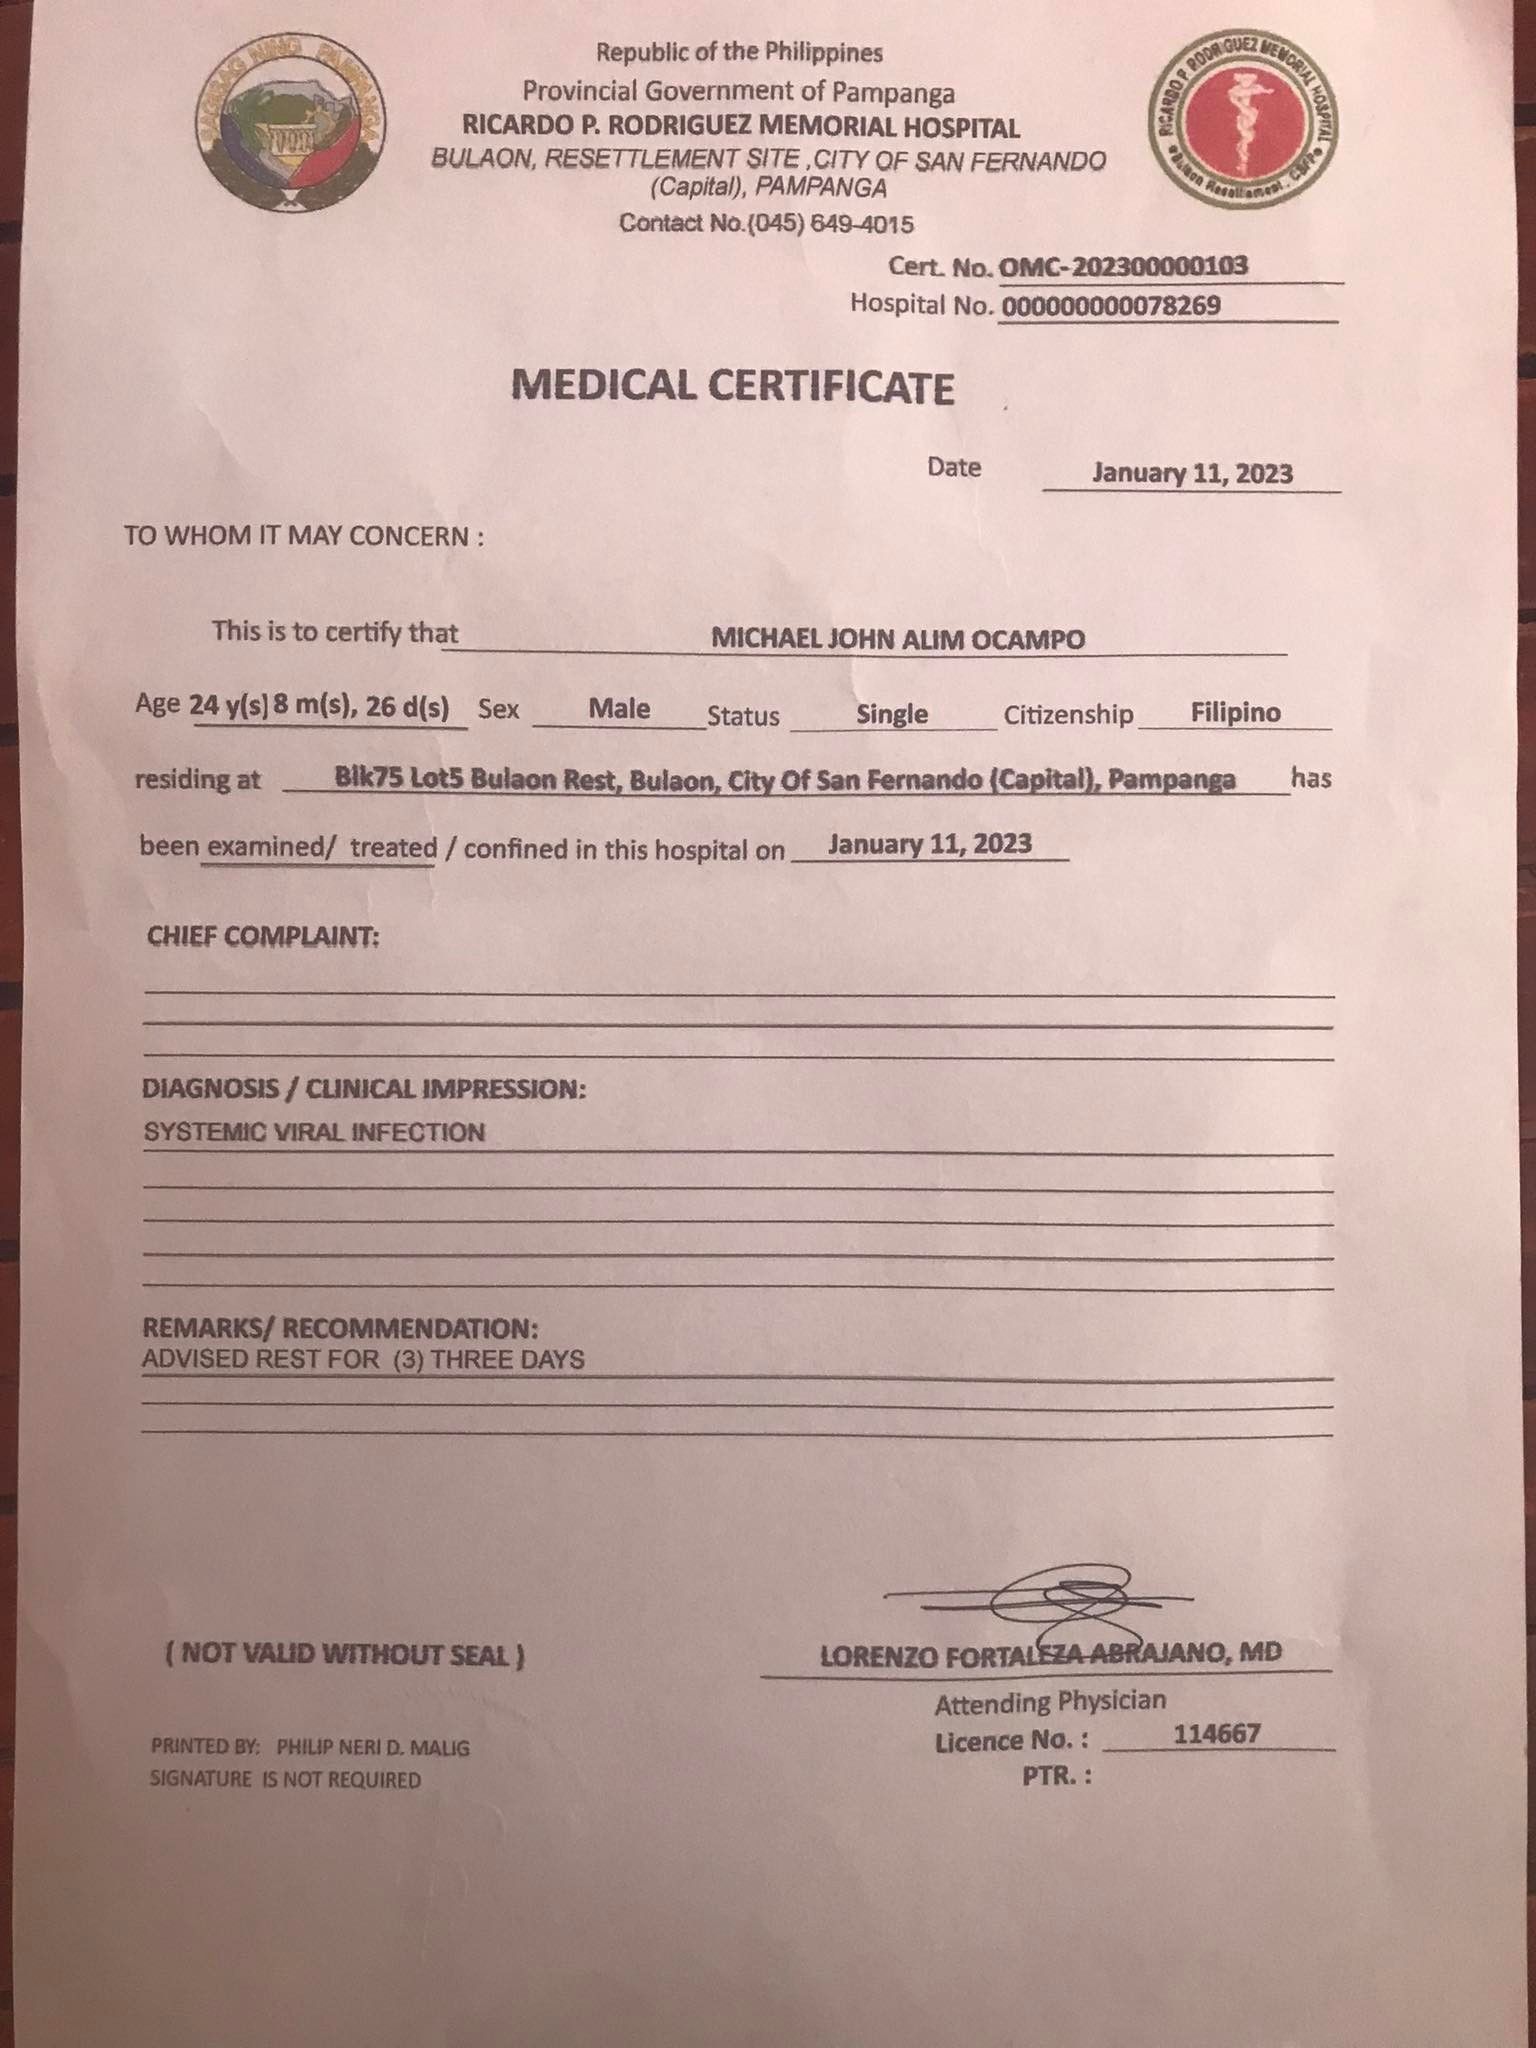 SAGISAG NING PAMPANGA
Republic of the Philippines
Provincial Government of Pampanga
RICARDO P. RODRIGUEZ MEMORIAL HOSPITAL
BULAON, RESETTLEMENT SITE ,CITY OF SAN FERNANDO
(Capital), PAMPANGA
Contact No.(045) 649-4015
RICARDO P. RODRIGUEZ MEMORIAL HOSPITAL
Bulaon Resettlement, CSFP
Cert. No. OMC-202300000103
Hospital No. 000000000078269
MEDICAL CERTIFICATE
Date January 11, 2023
TO WHOM IT MAY CONCERN :
This is to certify that MICHAEL JOHN ALIM OCAMPO
Age 24 y(s) 8 m(s), 26 d(s) Sex Male Status Single Citizenship Filipino
residing at Blk75 Lot5 Bulaon Rest, Bulaon, City Of San Fernando (Capital), Pampanga has
been examined/ treated / confined in this hospital on January 11, 2023
CHIEF COMPLAINT:
DIAGNOSIS / CLINICAL IMPRESSION:
SYSTEMIC VIRAL INFECTION
REMARKS/ RECOMMENDATION:
ADVISED REST FOR (3) THREE DAYS
( NOT VALID WITHOUT SEAL )
LORENZO FORTALEZA ABRAJANO, MD
Attending Physician
Licence No. : 114667
PTR. :
PRINTED BY: PHILIP NERI D. MALIG
SIGNATURE IS NOT REQUIRED